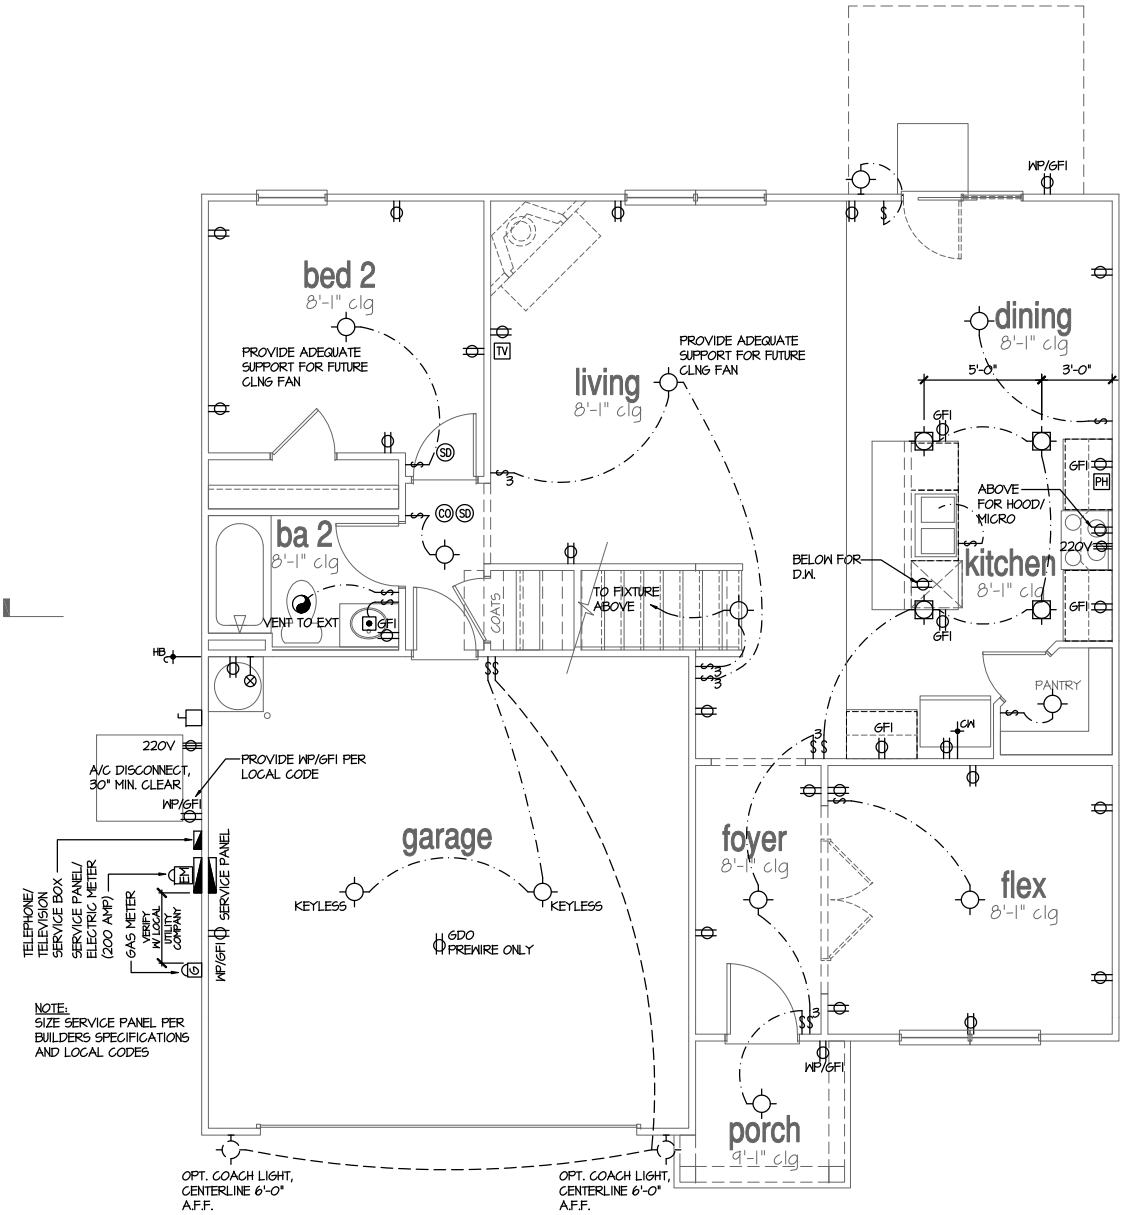 WP/GFI
bed 2
8'-1" clg
PROVIDE ADEQUATE
SUPPORT FOR FUTURE
CLNG FAN
TV
living
8'-1" clg
PROVIDE ADEQUATE
SUPPORT FOR FUTURE
CLNG FAN
dining
8'-1" clg
5'-0"
3'-0"
GFI
SD
S
S
3
S
GFI
PH
ABOVE
FOR HOOD/
MICRO
CO
SD
S
ba 2
8'-1" clg
S
220V
BELOW FOR
D.W.
kitchen
8'-1" clg
GFI
GFI
VENT TO EXT
GFI
COATS
TO FIXTURE
ABOVE
HB
S
S
3
3
PANTRY
S
220V
A/C DISCONNECT,
30" MIN. CLEAR
WP/GFI
PROVIDE WP/GFI PER
LOCAL CODE
3
GFI
CW
garage
foyer
8'-1" clg
flex
8'-1" clg
KEYLESS
KEYLESS
GDO
PREWIRE ONLY
TELEPHONE/
TELEVISION
SERVICE BOX
SERVICE PANEL/
ELECTRIC METER
(200 AMP)
GAS METER
VERIFY
W/ LOCAL
UTILITY
COMPANY
EM
G
SERVICE PANEL
WP/GFI
NOTE:
SIZE SERVICE PANEL PER
BUILDERS SPECIFICATIONS
AND LOCAL CODES
3
WP/GFI
porch
9'-1" clg
OPT. COACH LIGHT,
CENTERLINE 6'-0"
A.F.F.
OPT. COACH LIGHT,
CENTERLINE 6'-0"
A.F.F.